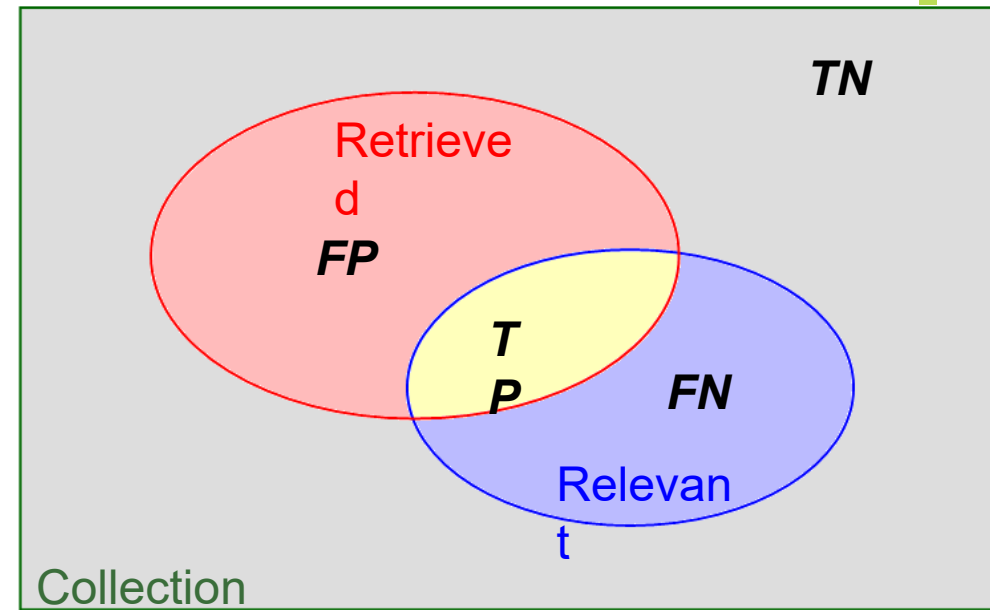 TN
Retrieve
d
FP
T
P
FN
Relevan
t
Collection